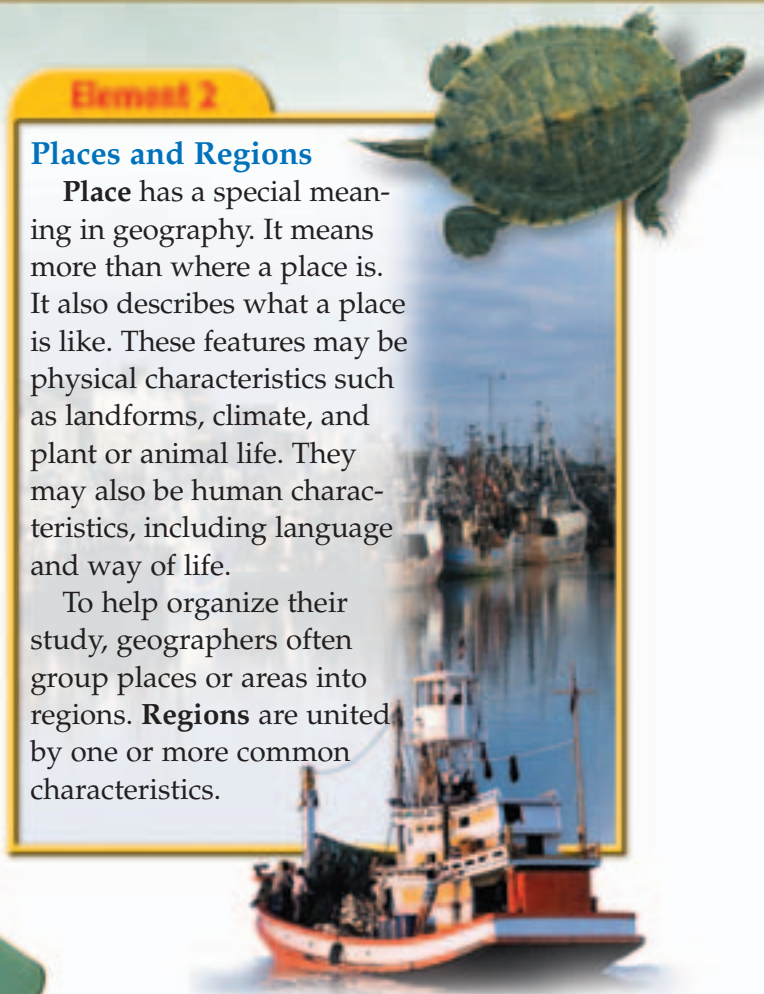 Element 2
Places and Regions
Place has a special mean-
ing in geography. It means
more than where a place is.
It also describes what a place
is like. These features may be
physical characteristics such
as landforms, climate, and
plant or animal life. They
may also be human charac-
teristics, including language
and way of life.
To help organize their
study, geographers often
group places or areas into
regions. Regions are united
by one or more common
characteristics.